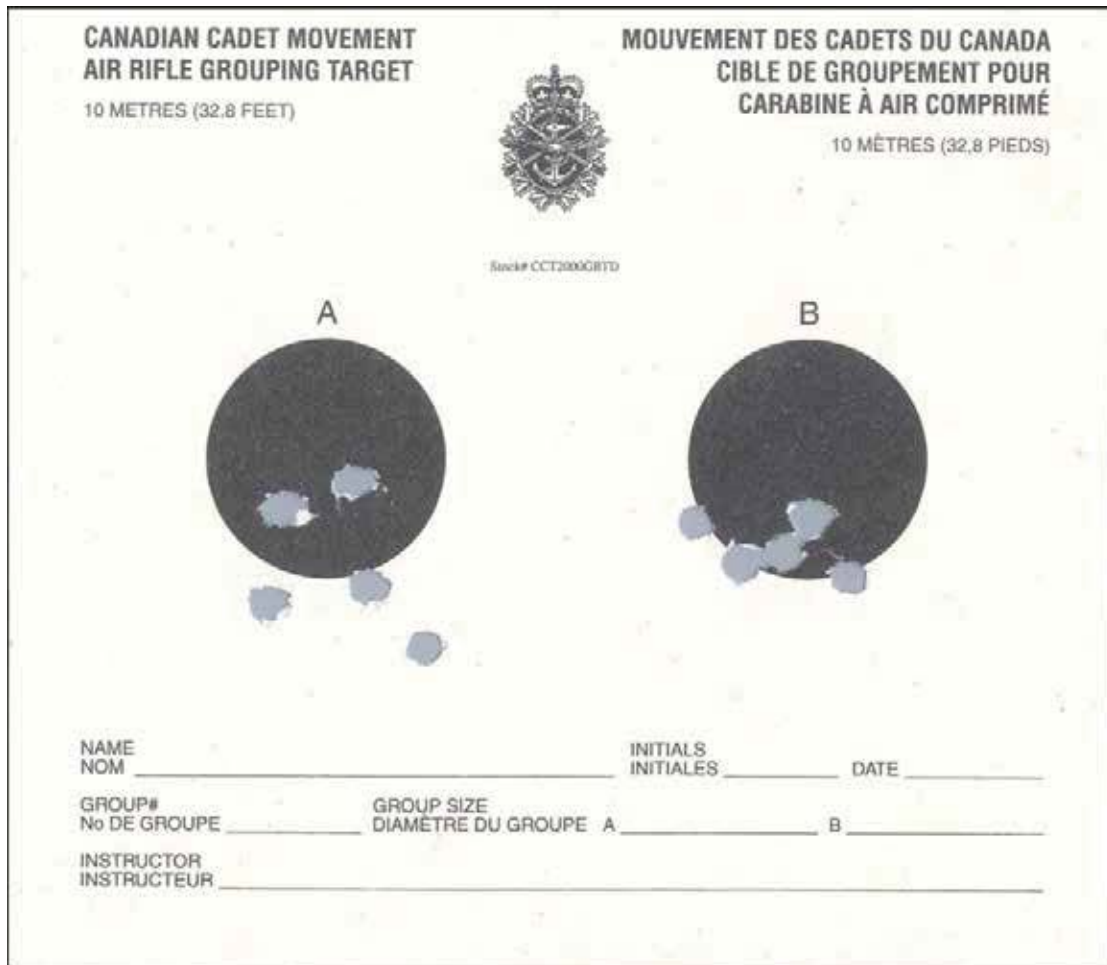 CANADIAN CADET MOVEMENT
AIR RIFLE GROUPING TARGET
10 METRES (32.8 FEET)
MOUVEMENT DES CADETS DU CANADA
CIBLE DE GROUPEMENT POUR
CARABINE À AIR COMPRIMÉ
10 MÈTRES (32,8 PIEDS)
Stock# CCT2000GRTD
A
B
NAME
NOM
INITIALS
INITIALES
DATE
GROUP#
No DE GROUPE
GROUP SIZE
DIAMÈTRE DU GROUPE A
B
INSTRUCTOR
INSTRUCTEUR